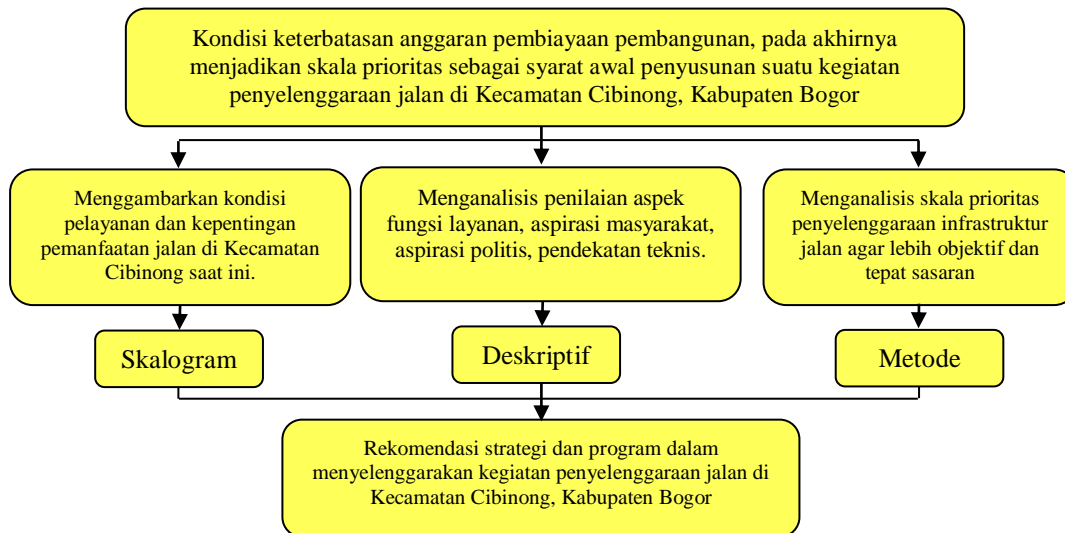 Kondisi keterbatasan anggaran pembiayaan pembangunan, pada akhirnya
menjadikan skala prioritas sebagai syarat awal penyusunan suatu kegiatan
penyelenggaraan jalan di Kecamatan Cibinong, Kabupaten Bogor
Menggambarkan kondisi
pelayanan dan kepentingan
pemanfaatan jalan di Kecamatan
Cibinong saat ini.
Menganalisis penilaian aspek
fungsi layanan, aspirasi masyarakat,
aspirasi politis, pendekatan teknis.
Menganalisis skala prioritas
penyelenggaraan infrastruktur
jalan agar lebih objektif dan
tepat sasaran
Skalogram
Deskriptif
Metode
Rekomendasi strategi dan program dalam
menyelenggarakan kegiatan penyelenggaraan jalan di
Kecamatan Cibinong, Kabupaten Bogor